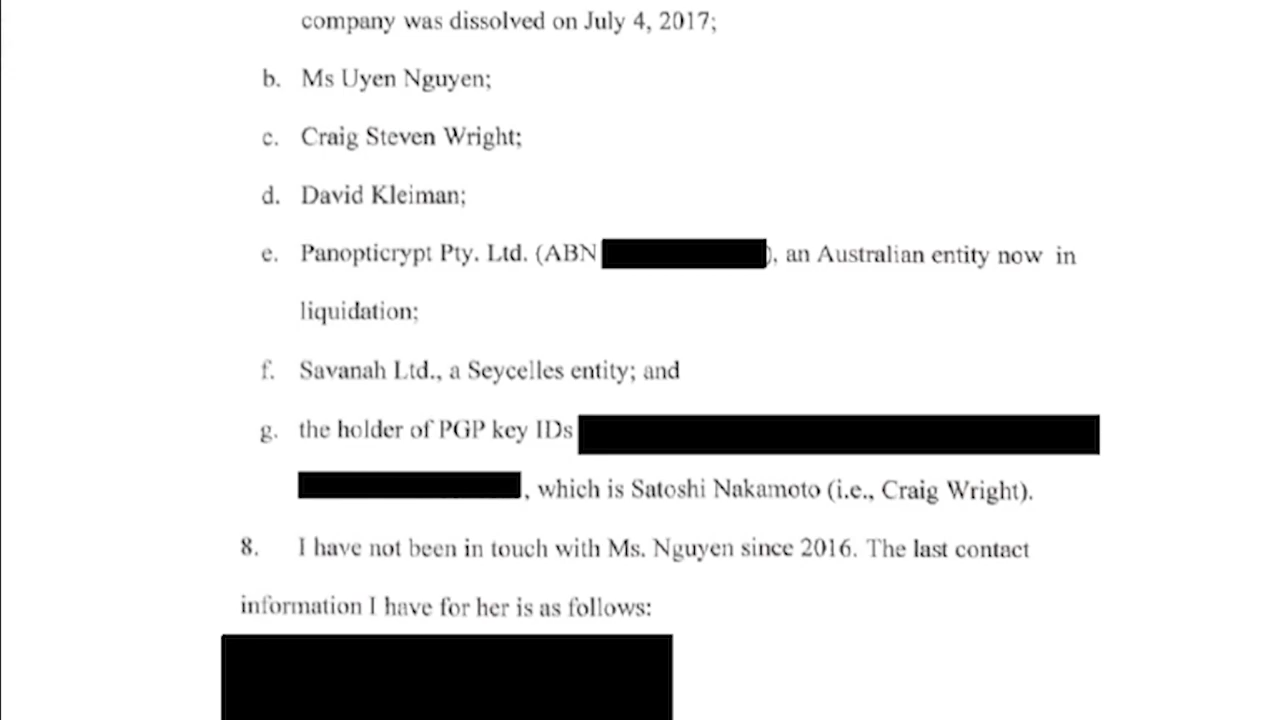 company was dissolved on July 4, 2017;
b. Ms Uyen Nguyen;
c. Craig Steven Wright;
d. David Kleiman;
e. Panopticrypt Pty. Ltd. (ABN ), an Australian entity now in
liquidation;
f. Savanah Ltd., a Seycelles entity; and
g. the holder of PGP key IDs
, which is Satoshi Nakamoto (i.e., Craig Wright).
8. I have not been in touch with Ms. Nguyen since 2016. The last contact
information I have for her is as follows: